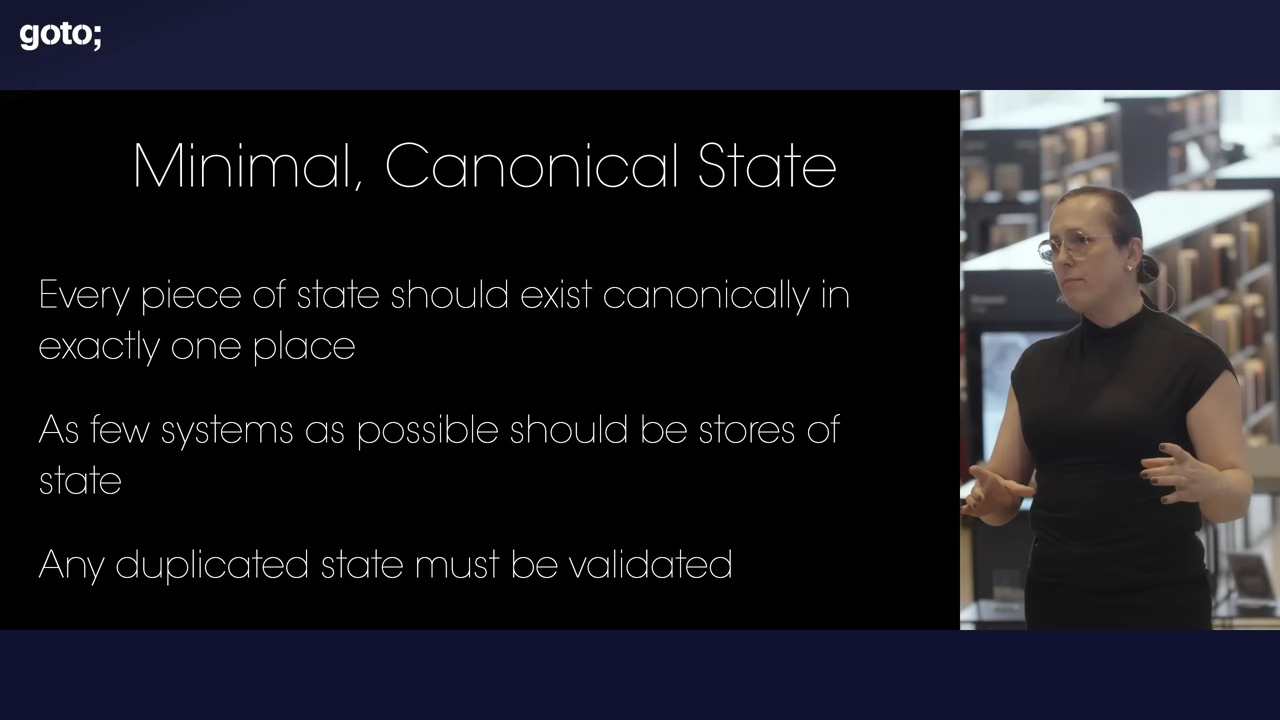 goto;
Minimal, Canonical State
Every piece of state should exist canonically in
exactly one place
As few systems as possible should be stores of
state
Any duplicated state must be validated